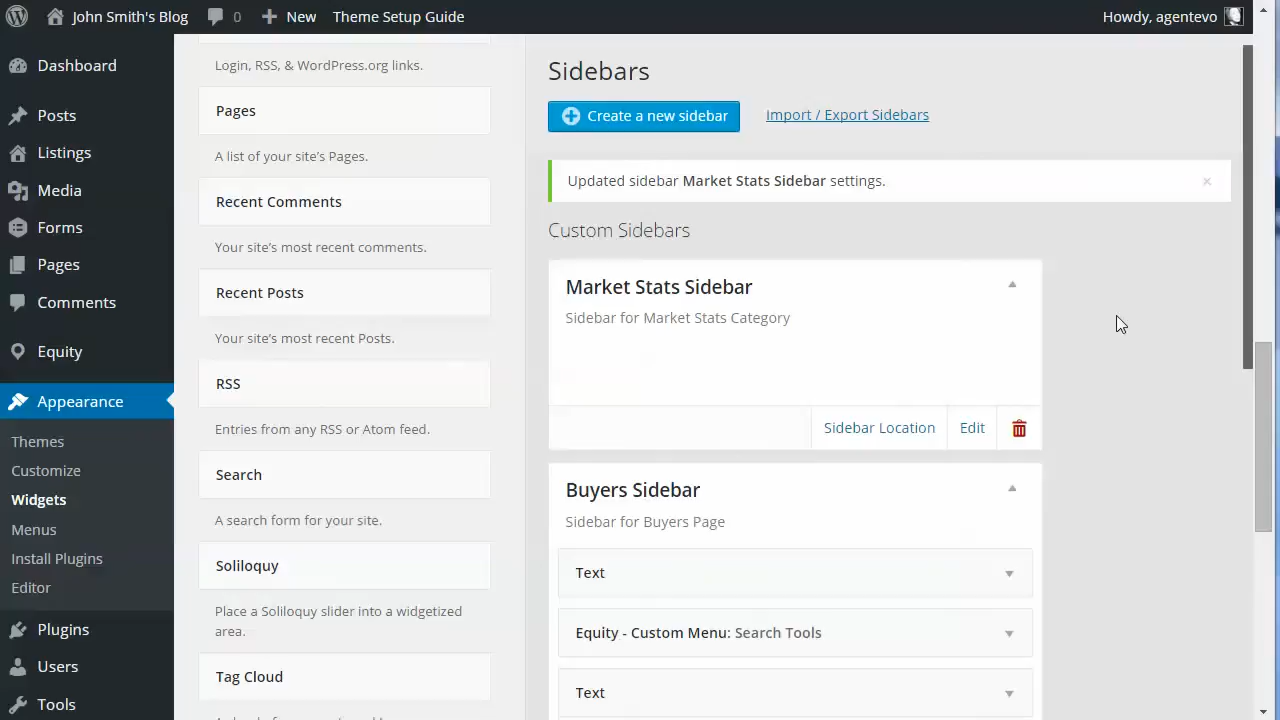 John Smith's Blog
0
New
Theme Setup Guide
Howdy, agentevo
Dashboard
Posts
Listings
Media
Forms
Pages
Comments
Equity
Appearance
Themes
Customize
Widgets
Menus
Install Plugins
Editor
Plugins
Users
Tools
Login, RSS, & WordPress.org links.
Pages
A list of your site's Pages.
Recent Comments
Your site's most recent comments.
Recent Posts
Your site's most recent Posts.
RSS
Entries from any RSS or Atom feed.
Search
A search form for your site.
Soliloquy
Place a Soliloquy slider into a widgetized
area.
Tag Cloud
Sidebars
Create a new sidebar
Import / Export Sidebars
Updated sidebar Market Stats Sidebar settings.
Custom Sidebars
Market Stats Sidebar
Sidebar for Market Stats Category
Sidebar Location
Edit
Buyers Sidebar
Sidebar for Buyers Page
Text
Equity - Custom Menu: Search Tools
Text